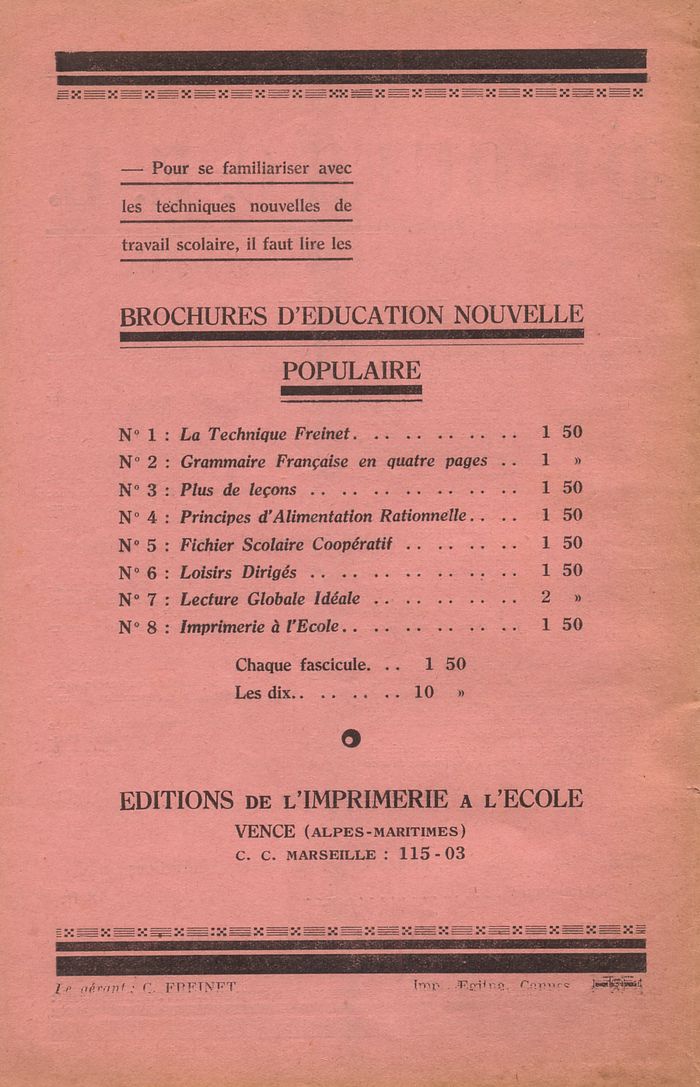 — Pour se familiariser avec
les techniques nouvelles de
travail scolaire, il faut lire les
BROCHURES D'EDUCATION NOUVELLE
POPULAIRE
N° 1 : La Technique Freinet. . . . . . . . . . 1 50
N° 2 : Grammaire Française en quatre pages . . 1 »
N° 3 : Plus de leçons . . . . . . . . . . . . . 1 50
N° 4 : Principes d'Alimentation Rationnelle. . . . 1 50
N° 5 : Fichier Scolaire Coopératif . . . . . . . 1 50
N° 6 : Loisirs Dirigés . . . . . . . . . . . . . 1 50
N° 7 : Lecture Globale Idéale . . . . . . . . . 2 »
N° 8 : Imprimerie à l'Ecole. . . . . . . . . . . 1 50
Chaque fascicule. . . 1 50
Les dix. . . . . . . 10 »
EDITIONS DE L'IMPRIMERIE A L'ECOLE
VENCE (ALPES-MARITIMES)
C. C. MARSEILLE : 115-03
Le gérant : C. FREINET
Imp. Ægitna, Cannes